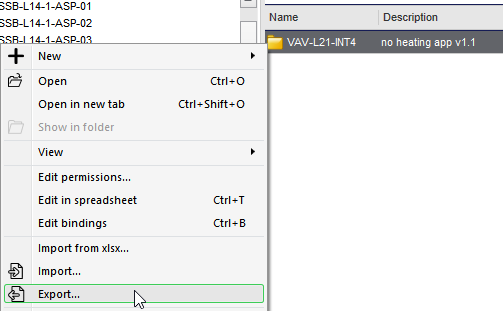 SSB-L14-1-ASP-01
SSB-L14-1-ASP-02
SSB-L14-1-ASP-03
Name Description
VAV-L21-INT4 no heating app v1.1
New
Open Ctrl+O
Open in new tab Ctrl+Shift+O
Show in folder
View
Edit permissions...
Edit in spreadsheet Ctrl+T
Edit bindings Ctrl+B
Import from xlsx...
Import...
Export...